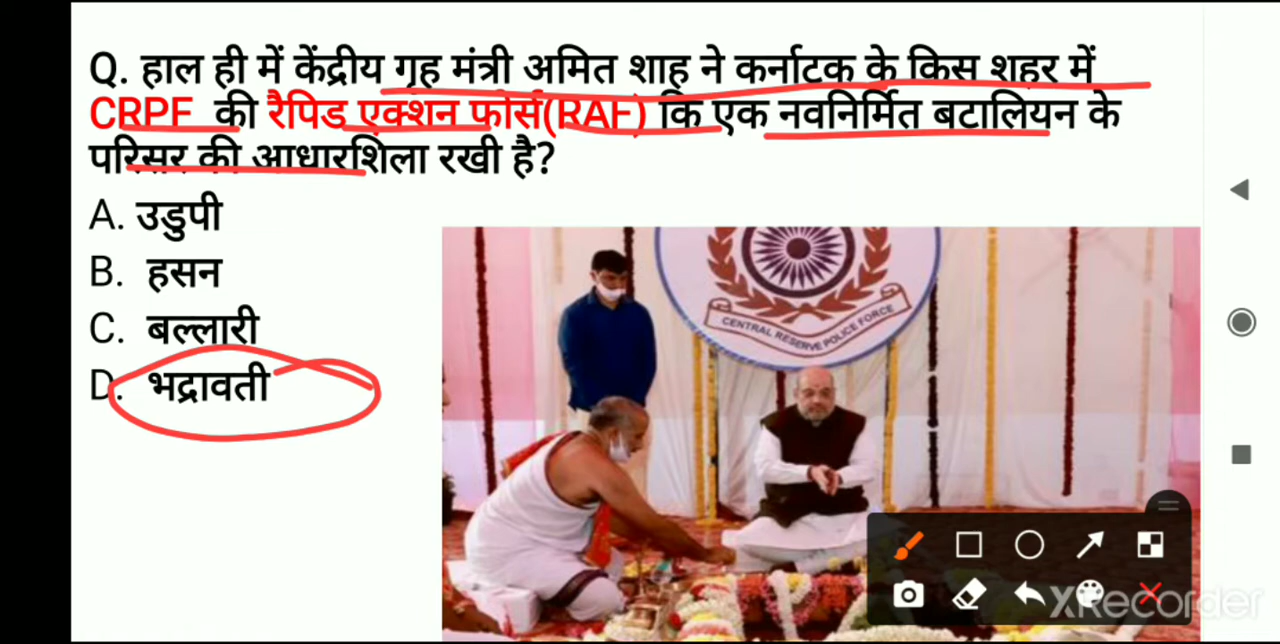 Q. हाल ही में केंद्रीय गृह मंत्री अमित शाह ने कर्नाटक के किस शहर में
CRPF की रैपिड एक्शन फोर्स(RAF) कि एक नवनिर्मित बटालियन के
परिसर की आधारशिला रखी है?
A. उडुपी
B. हसन
C. बल्लारी
D. भद्रावती
CENTRAL RESERVE POLICE FORCE
XRecorder